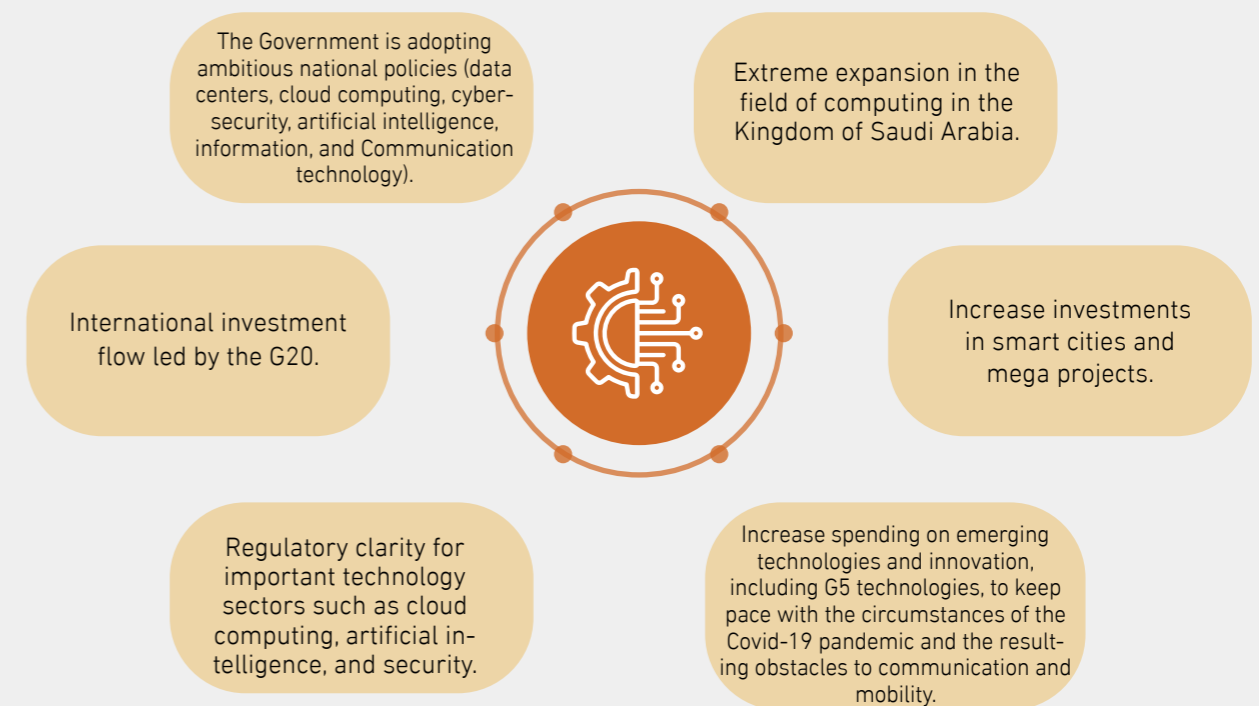 The Government is adopting
ambitious national policies (data
centers, cloud computing, cyber-
security, artificial intelligence,
information, and Communication
technology).
Extreme expansion in the
field of computing in the
Kingdom of Saudi Arabia.
International investment
flow led by the G20.
Increase investments
in smart cities and
mega projects.
Regulatory clarity for
important technology
sectors such as cloud
computing, artificial in-
telligence, and security.
Increase spending on emerging
technologies and innovation,
including G5 technologies, to keep
pace with the circumstances of the
Covid-19 pandemic and the result-
ing obstacles to communication and
mobility.